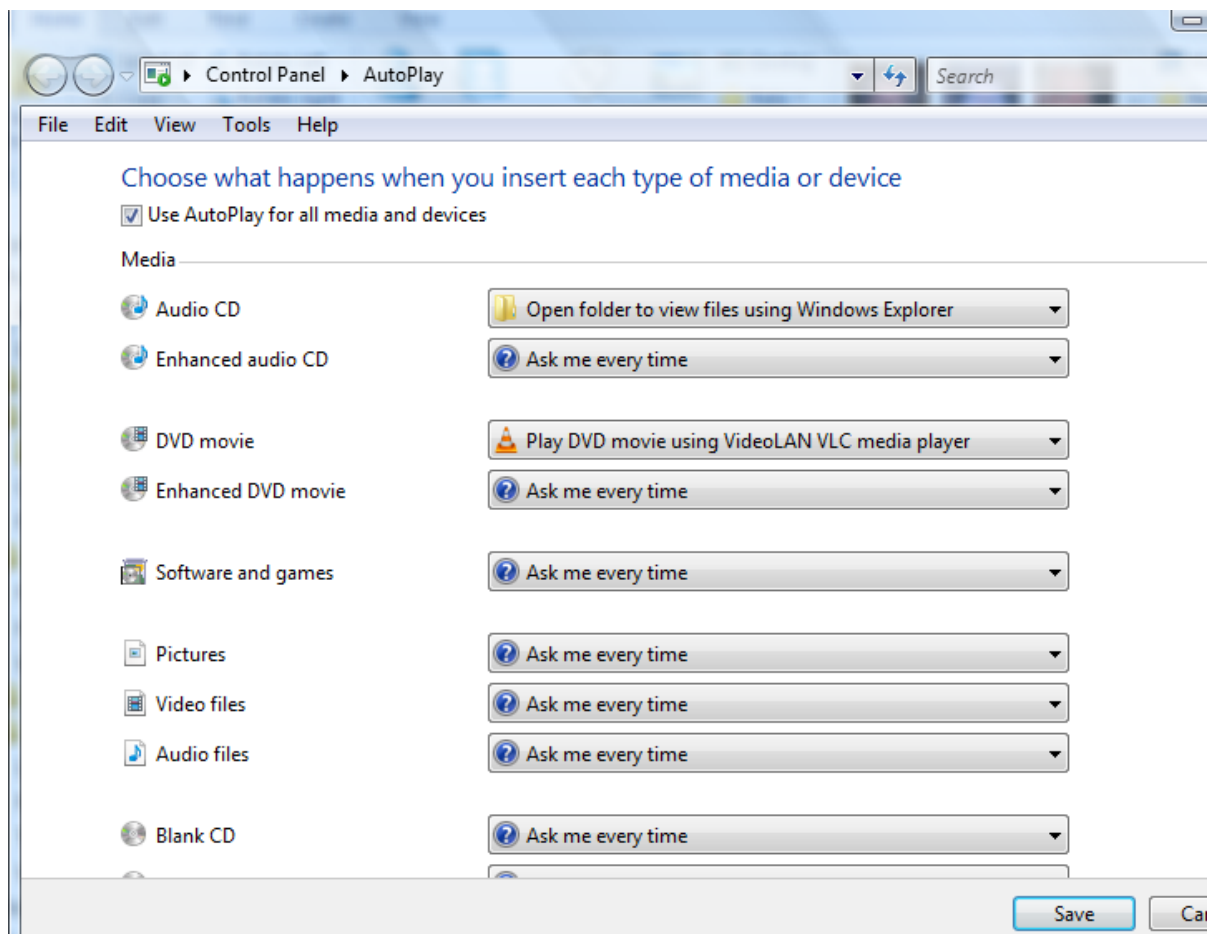 Control Panel AutoPlay Search
File Edit View Tools Help
Choose what happens when you insert each type of media or device
Use AutoPlay for all media and devices
Media
Audio CD Open folder to view files using Windows Explorer
Enhanced audio CD Ask me every time
DVD movie Play DVD movie using VideoLAN VLC media player
Enhanced DVD movie Ask me every time
Software and games Ask me every time
Pictures Ask me every time
Video files Ask me every time
Audio files Ask me every time
Blank CD Ask me every time
Save